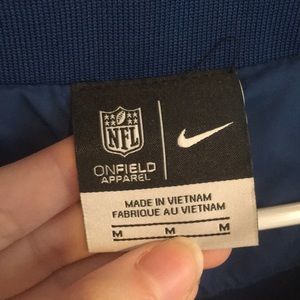 NFL
ONFIELD
APPAREL
MADE IN VIETNAM
FABRIQUE AU VIETNAM
M M M